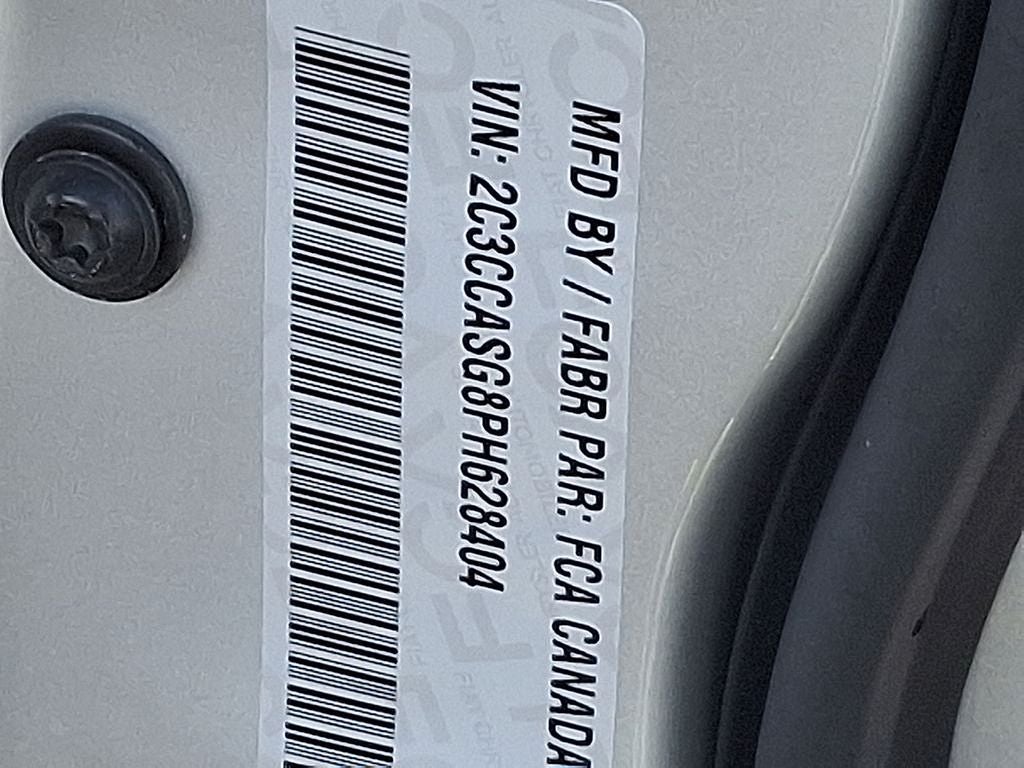 MFD BY / FABR PAR: FCA CANADA
VIN: 2C3CCASG8PH628404